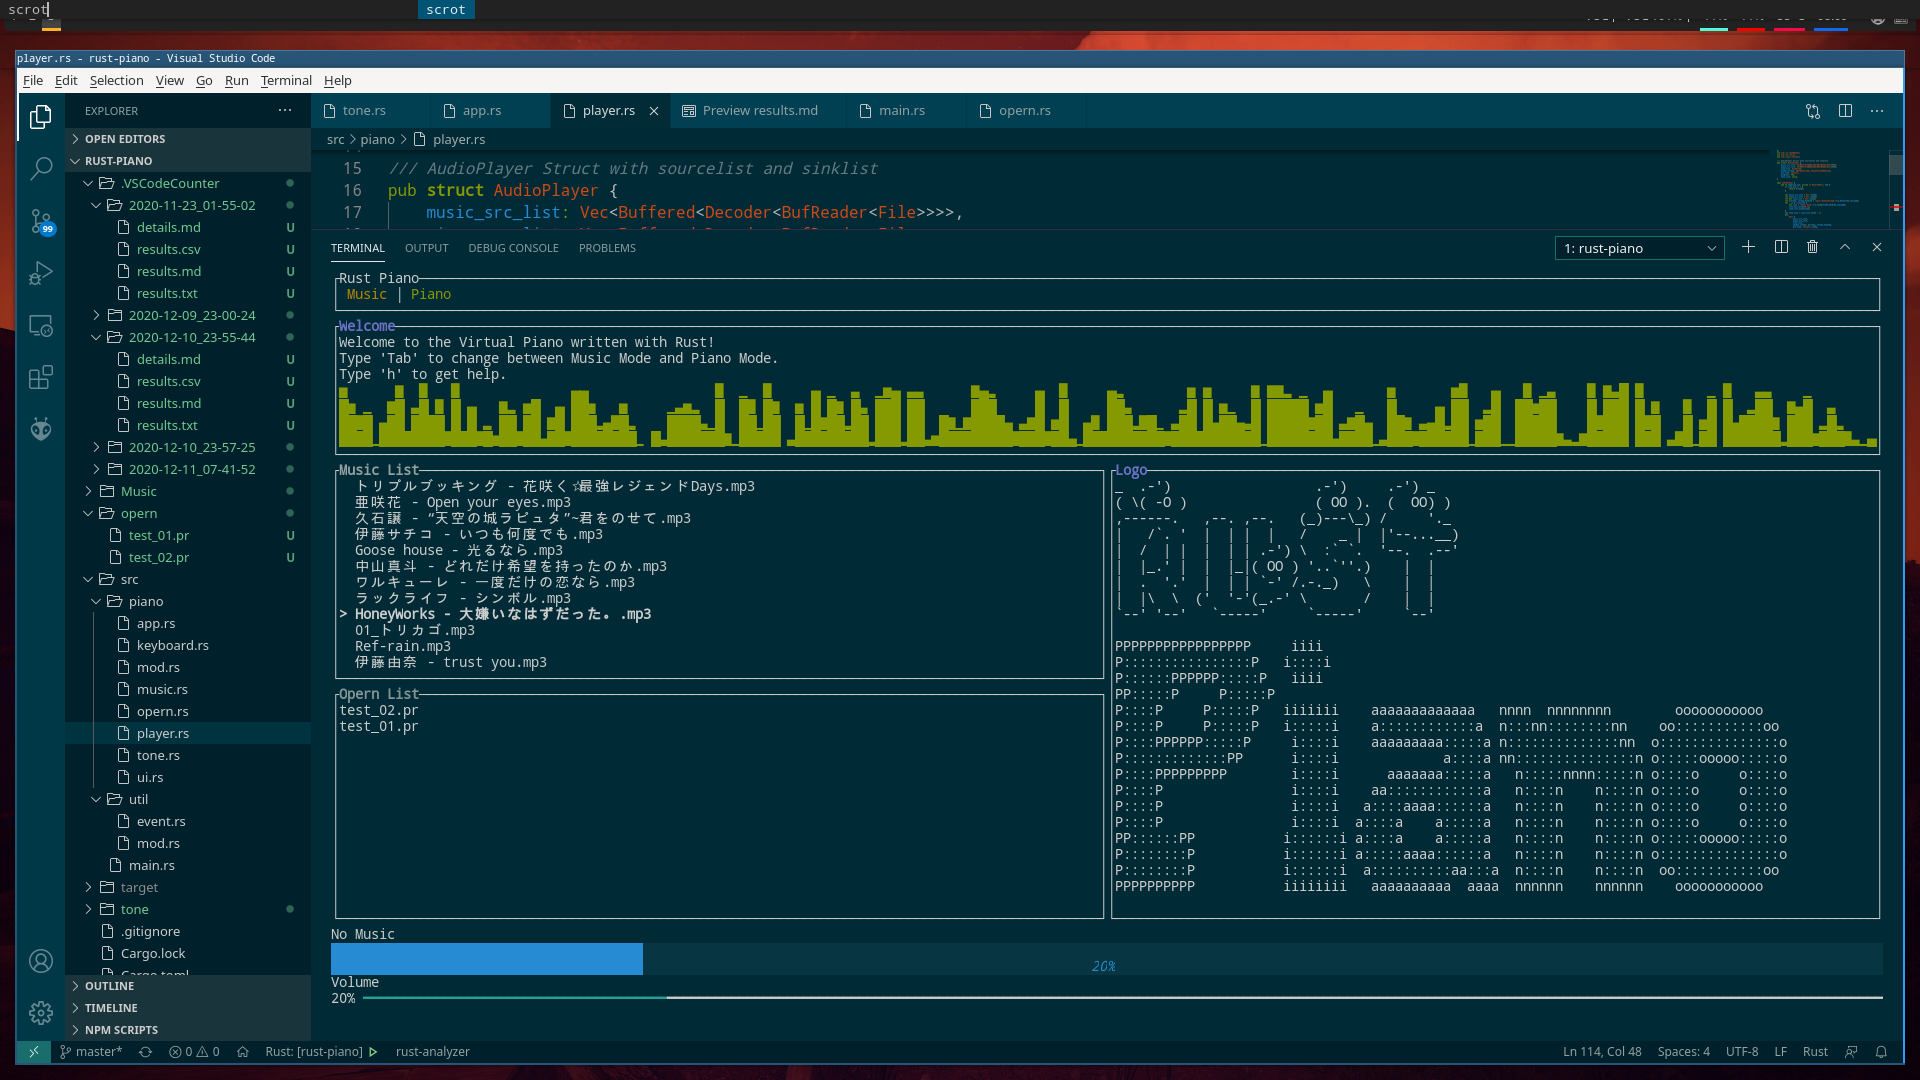 scrot
scrot
player.rs - rust-piano - Visual Studio Code
File Edit Selection View Go Run Terminal Help
EXPLORER
OPEN EDITORS
RUST-PIANO
.VSCodeCounter
2020-11-23_01-55-02
details.md U
results.csv U
results.md U
results.txt U
2020-12-09_23-00-24
2020-12-10_23-55-44
details.md U
results.csv U
results.md U
results.txt U
2020-12-10_23-57-25
2020-12-11_07-41-52
Music
opern
test_01.pr U
test_02.pr U
src
piano
app.rs
keyboard.rs
mod.rs
music.rs
opern.rs
player.rs
tone.rs
ui.rs
util
event.rs
mod.rs
main.rs
target
tone
.gitignore
Cargo.lock
Cargo.toml
OUTLINE
TIMELINE
NPM SCRIPTS
99
tone.rs app.rs player.rs Preview results.md main.rs opern.rs
src > piano > player.rs
15 /// AudioPlayer Struct with sourcelist and sinklist
16 pub struct AudioPlayer {
17 music_src_list: Vec<Buffered<Decoder<BufReader<File>>>>,
TERMINAL OUTPUT DEBUG CONSOLE PROBLEMS
1: rust-piano
Rust Piano
Music | Piano
Welcome
Welcome to the Virtual Piano written with Rust!
Type 'Tab' to change between Music Mode and Piano Mode.
Type 'h' to get help.
Music List
トリプルブッキング - 花咲く☆最強レジェンドDays.mp3
亜咲花 - Open your eyes.mp3
久石譲 - “天空の城ラピュタ”~君をのせて.mp3
伊藤サチコ - いつも何度でも.mp3
Goose house - 光るなら.mp3
中山真斗 - どれだけ希望を持ったのか.mp3
ワルキューレ - 一度だけの恋なら.mp3
ラックライフ - シンボル.mp3
> HoneyWorks - 大嫌いなはずだった。.mp3
01_トリカゴ.mp3
Ref-rain.mp3
伊藤由奈 - trust you.mp3
Opern List
test_02.pr
test_01.pr
Logo
RUST
Piano
No Music
20%
Volume
20%
master* 0 0 Rust: [rust-piano] rust-analyzer
Ln 114, Col 48 Spaces: 4 UTF-8 LF Rust